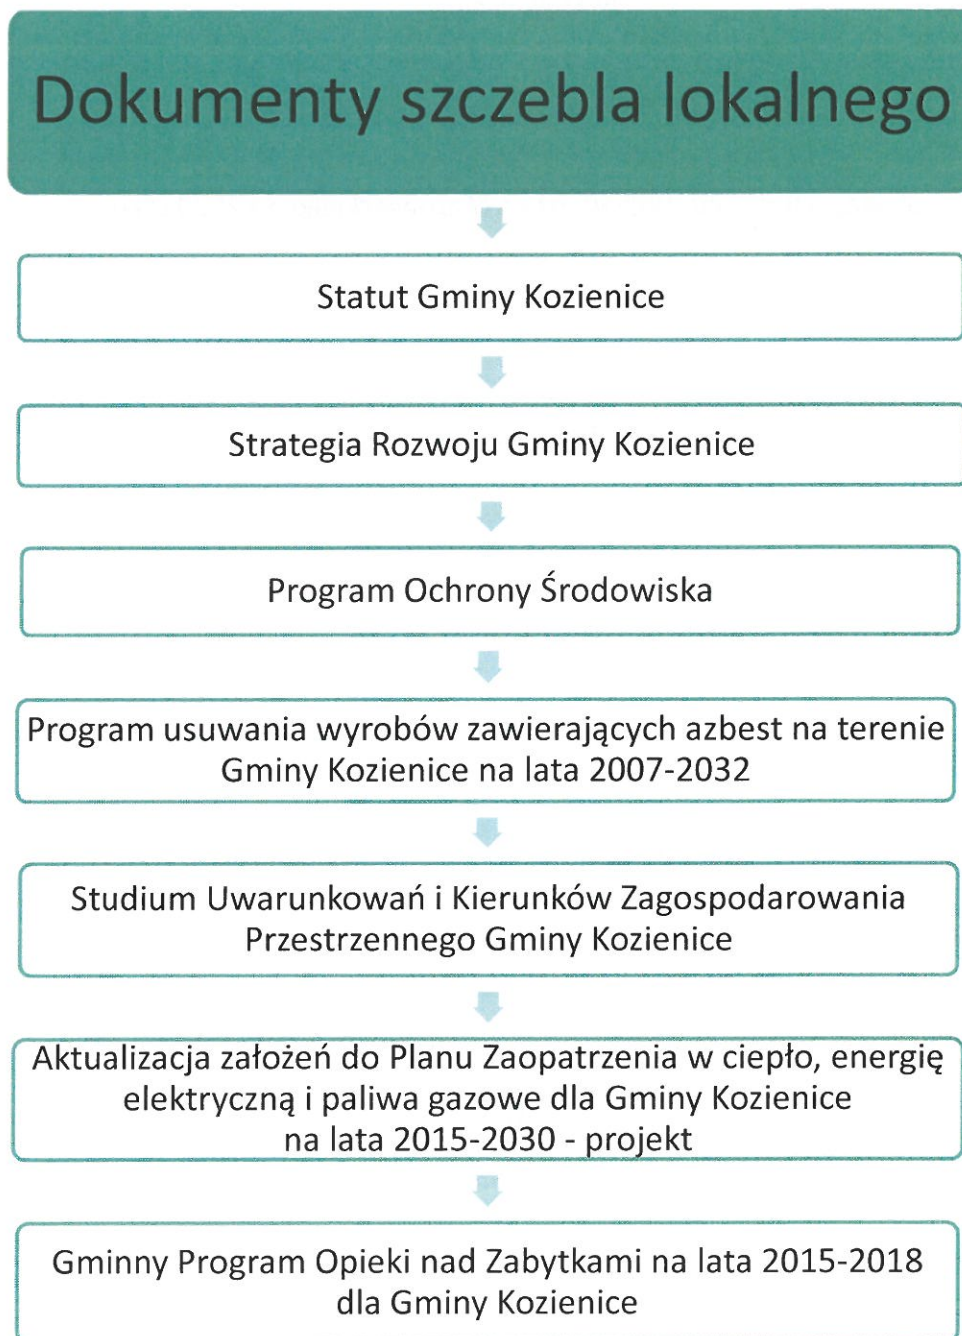 Dokumenty szczebla lokalnego
Statut Gminy Kozienice
Strategia Rozwoju Gminy Kozienice
Program Ochrony Środowiska
Program usuwania wyrobów zawierających azbest na terenie
Gminy Kozienice na lata 2007-2032
Studium Uwarunkowań i Kierunków Zagospodarowania
Przestrzennego Gminy Kozienice
Aktualizacja założeń do Planu Zaopatrzenia w ciepło, energię
elektryczną i paliwa gazowe dla Gminy Kozienice
na lata 2015-2030 - projekt
Gminny Program Opieki nad Zabytkami na lata 2015-2018
dla Gminy Kozienice